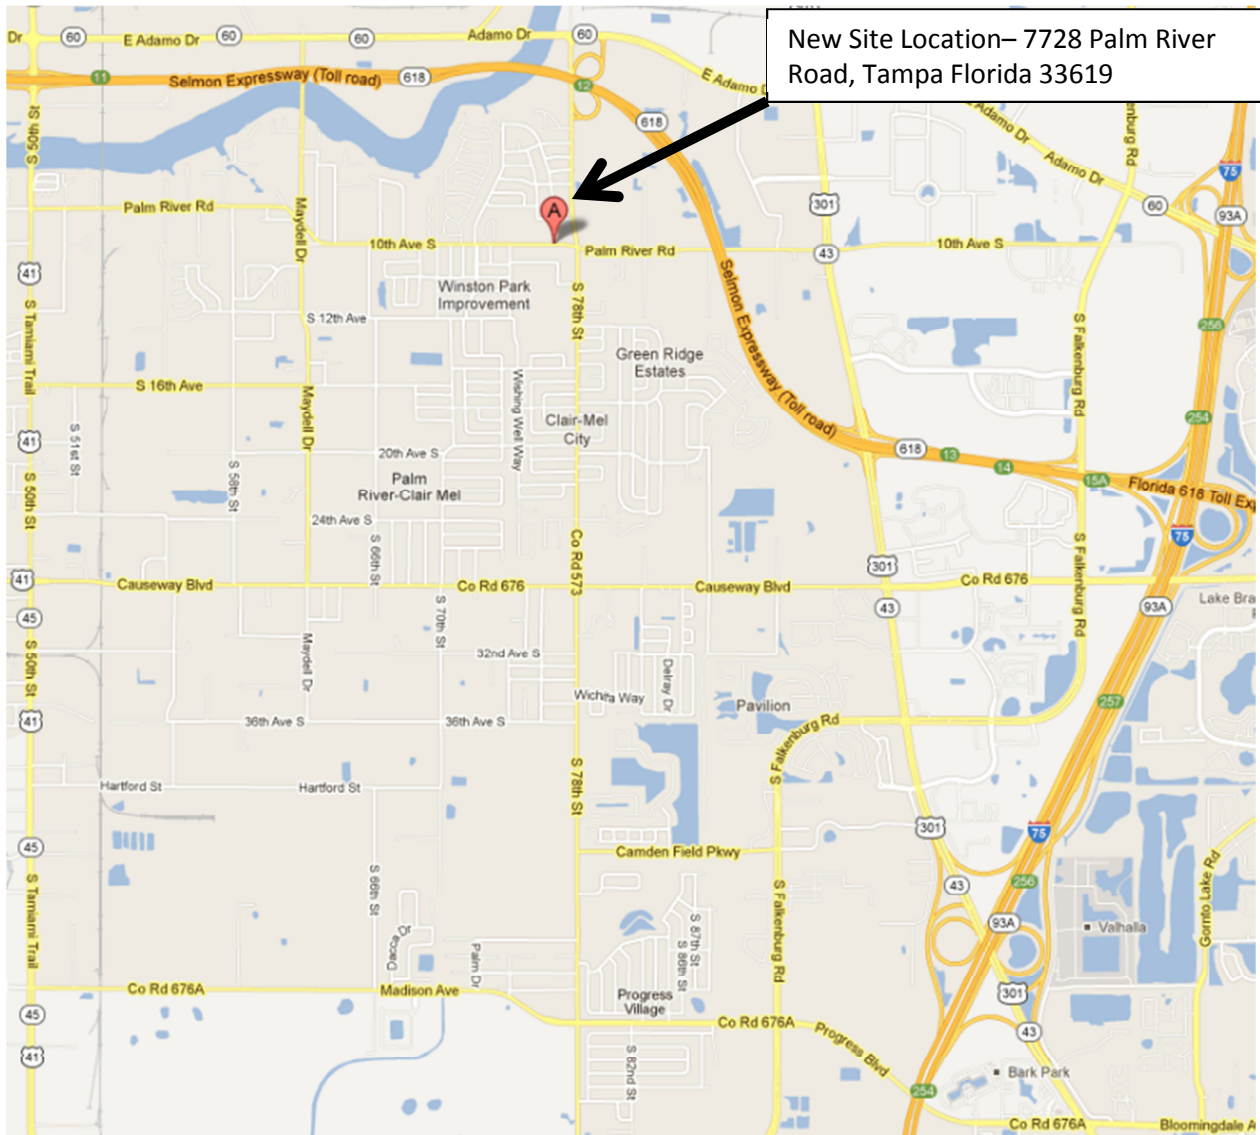 New Site Location– 7728 Palm River
Road, Tampa Florida 33619
Dr
60
E Adamo Dr
60
60
Adamo Dr
60
11
Selmon Expressway (Toll road)
618
12
E Adamo
618
Adamo Dr
Adamo Dr
enburg Rd
S 50th S
75
60
93A
301
Palm River Rd
Maydell Dr
A
10th Ave S
Palm River Rd
43
10th Ave S
41
Winston Park
Improvement
S 78th St
S 12th Ave
S Tamiami Trail
Selmon Expressway (Toll road)
256
S Falkenburg Rd
Green Ridge
Estates
S 16th Ave
Maydell Dr
Wishing Well Way
Clair-Mel
City
254
41
S 51st St
20th Ave S
618
13
14
15A
Florida 618 Toll Exp
S 58th St
Palm
River-Clair Mel
S 50th St
24th Ave S
S 66th St
Co Rd 573
75
S Falkenburg Rd
41
Causeway Blvd
Co Rd 676
Causeway Blvd
301
Co Rd 676
43
93A
Lake Bra
45
S 70th St
S 50th St
Maydell Dr
32nd Ave S
Delray Dr
Wichita Way
Pavilion
257
41
36th Ave S
36th Ave S
S Falkenburg Rd
Hartford St
Hartford St
S 78th St
45
301
75
Camden Field Pkwy
Gornto Lake Rd
S 66th St
43
256
S Tamiami Trail
S Falkenburg Rd
93A
Valhalla
Dacca Dr
Palm Dr
S 87th St
S 86th St
Co Rd 676A
Madison Ave
Progress
Village
301
45
Co Rd 676A
Progress Blvd
43
41
S 82nd St
Bark Park
254
Co Rd 676A
Bloomingdale A